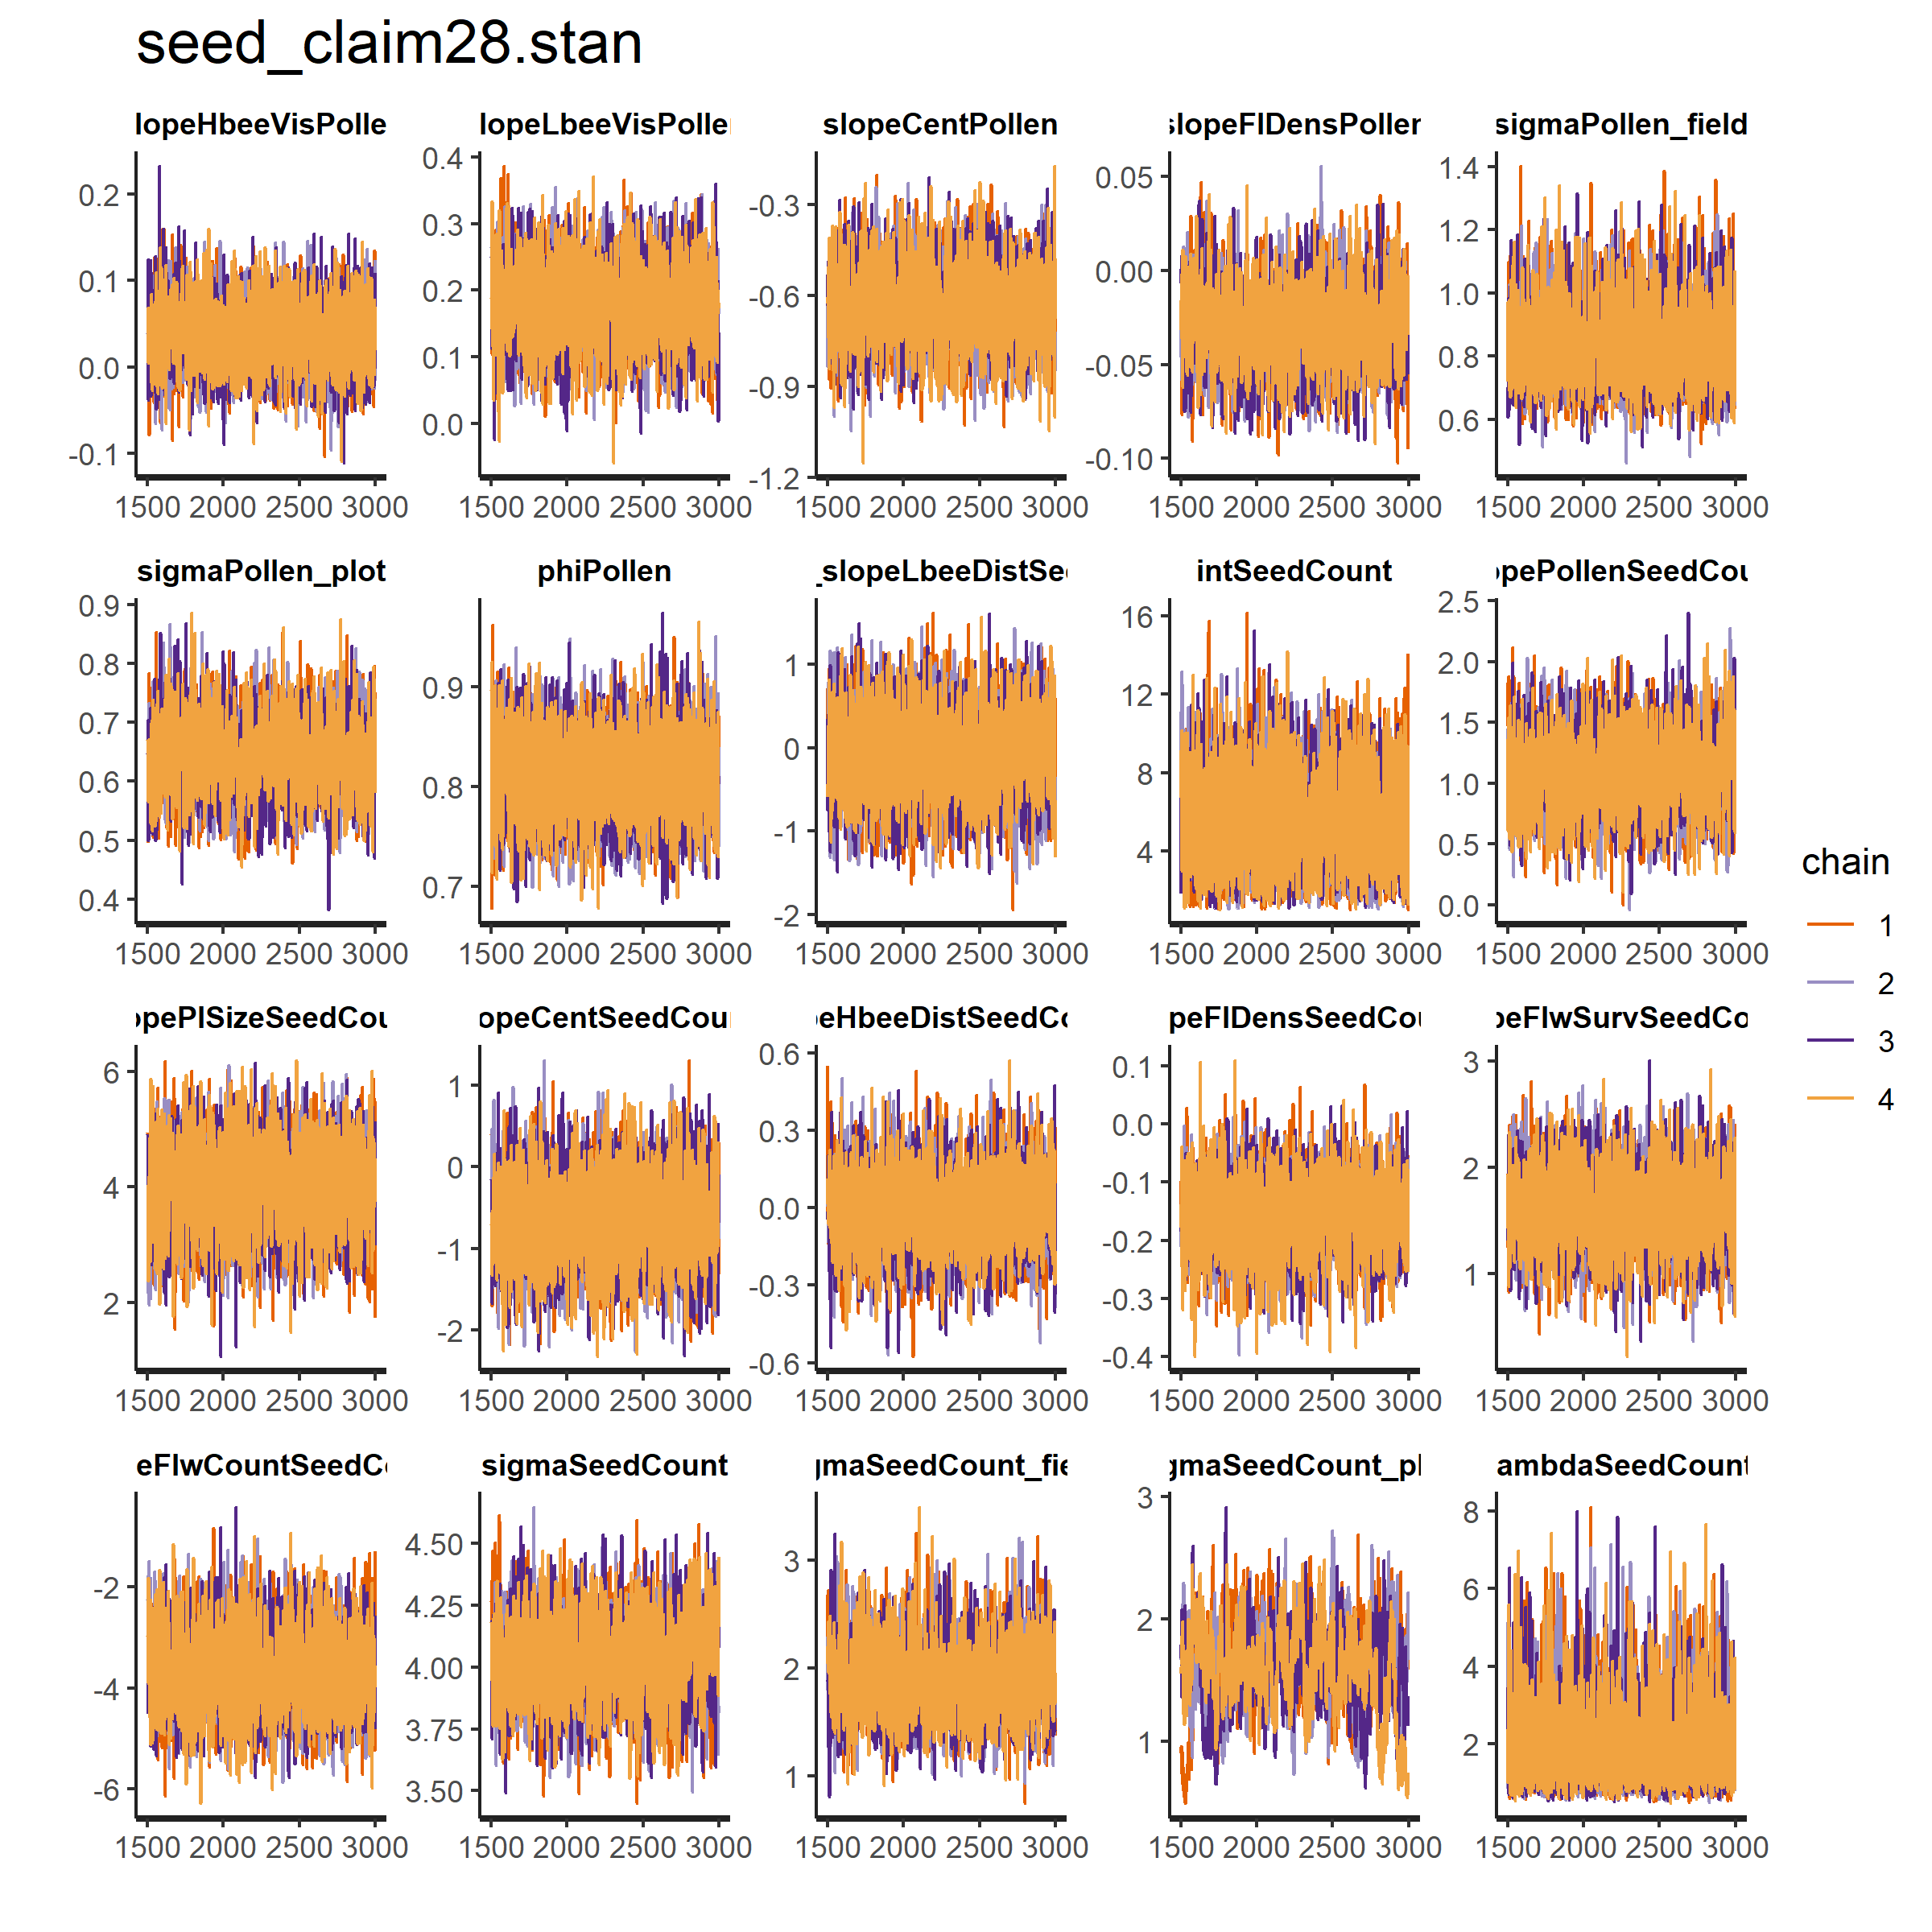 seed_claim28.stan
lopeHbeeVisPolle lopeLbeeVisPolle slopeCentPollen slopeFlDensPollen sigmaPollen_field
0.2 0.1 0.0 -0.1
0.4 0.3 0.2 0.1 0.0
-0.3 -0.6 -0.9 -1.2
0.05 0.00 -0.05 -0.10
1.4 1.2 1.0 0.8 0.6
1500 2000 2500 3000 1500 2000 2500 3000 1500 2000 2500 3000 1500 2000 2500 3000 1500 2000 2500 3000
sigmaPollen_plot phiPollen _slopeLbeeDistSee intSeedCount opePollenSeedCou
0.9 0.8 0.7 0.6 0.5 0.4
0.9 0.8 0.7
1 0 -1 -2
16 12 8 4
2.5 2.0 1.5 1.0 0.5 0.0
1500 2000 2500 3000 1500 2000 2500 3000 1500 2000 2500 3000 1500 2000 2500 3000 1500 2000 2500 3000
opePlSizeSeedCou opeCentSeedCou eHbeeDistSeedCo peFlDensSeedCou eFlwSurvSeedCo
6 4 2
1 0 -1 -2
0.6 0.3 0.0 -0.3 -0.6
0.1 0.0 -0.1 -0.2 -0.3 -0.4
3 2 1
1500 2000 2500 3000 1500 2000 2500 3000 1500 2000 2500 3000 1500 2000 2500 3000 1500 2000 2500 3000
eFlwCountSeedCo sigmaSeedCount gmaSeedCount_fie gmaSeedCount_pl ambdaSeedCount
-2 -4 -6
4.50 4.25 4.00 3.75 3.50
3 2 1
3 2 1
8 6 4 2
1500 2000 2500 3000 1500 2000 2500 3000 1500 2000 2500 3000 1500 2000 2500 3000 1500 2000 2500 3000
chain
1
2
3
4